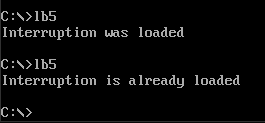 C:\>lb5
Interruption was loaded
C:\>lb5
Interruption is already loaded
C:\>